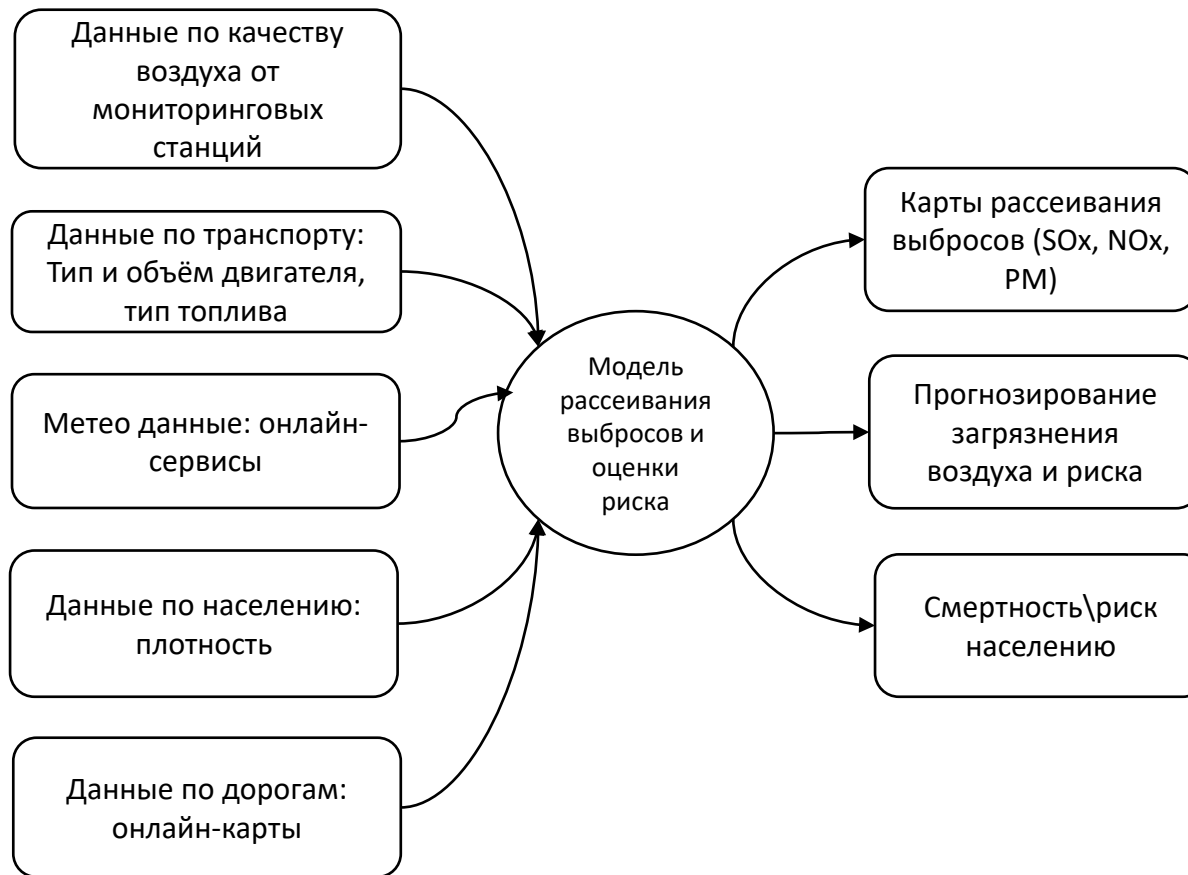 Данные по качеству
воздуха от
мониторинговых
станций
Данные по транспорту:
Тип и объём двигателя,
тип топлива
Метео данные: онлайн-
сервисы
Данные по населению:
плотность
Данные по дорогам:
онлайн-карты
Модель
рассеивания
выбросов и
оценки
риска
Карты рассеивания
выбросов (SOx, NOx,
PM)
Прогнозирование
загрязнения
воздуха и риска
Смертность\риск
населению